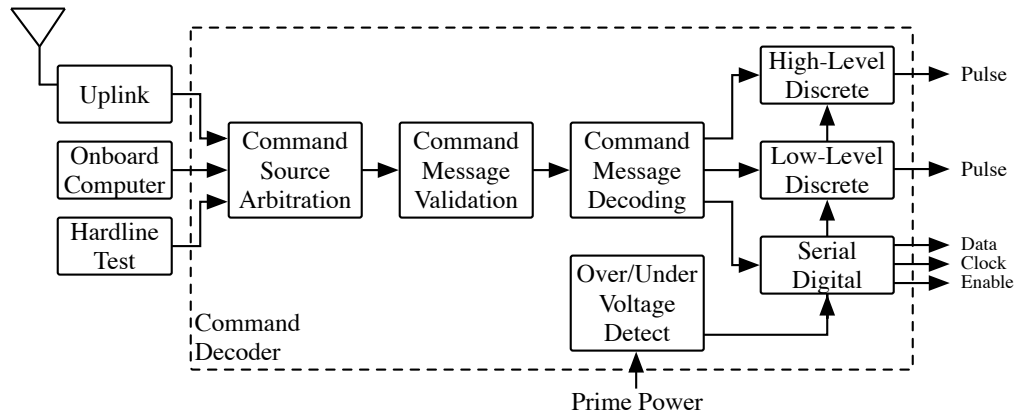 Uplink
Onboard
Computer
Hardline
Test
Command
Source
Arbitration
Command
Message
Validation
Command
Message
Decoding
High-Level
Discrete
Low-Level
Discrete
Serial
Digital
Over/Under
Voltage
Detect
Pulse
Pulse
Data
Clock
Enable
Command
Decoder
Prime Power